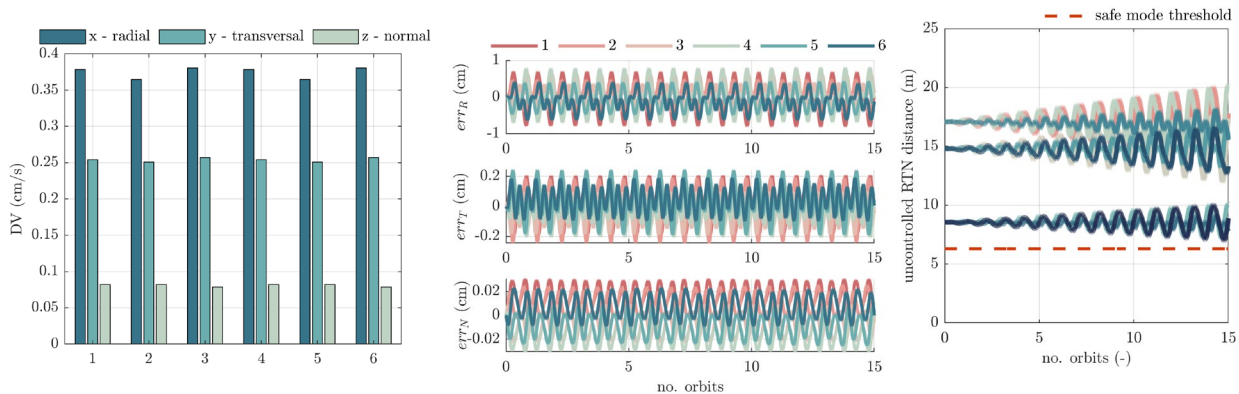 x - radial y - transversal z - normal
DV (cm/s)
0.4
0.35
0.3
0.25
0.2
0.15
0.1
0.05
0
1 2 3 4 5 6
1 2 3 4 5 6
err_R (cm)
1
0
-1
0 5 10 15
err_T (cm)
0.2
0
-0.2
0 5 10 15
err_N (cm)
0.02
0
-0.02
0 5 10 15
no. orbits
safe mode threshold
uncontrolled RTN distance (m)
25
20
15
10
5
0
0 5 10 15
no. orbits (-)